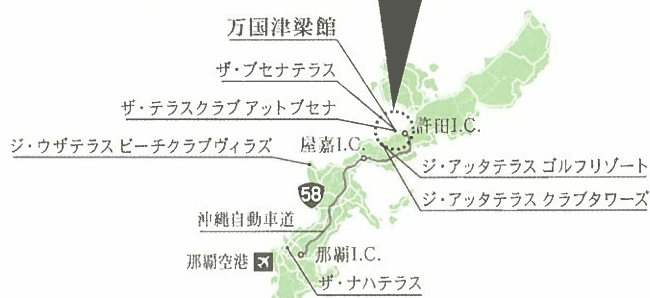 万国津梁館
ザ・ブセナテラス
ザ・テラスクラブ アットブセナ
許田I.C.
屋嘉I.C.
ジ・ウザテラス ビーチクラブヴィラズ
ジ・アッタテラス ゴルフリゾート
58
ジ・アッタテラス クラブタワーズ
沖縄自動車道
那覇I.C.
那覇空港
ザ・ナハテラス